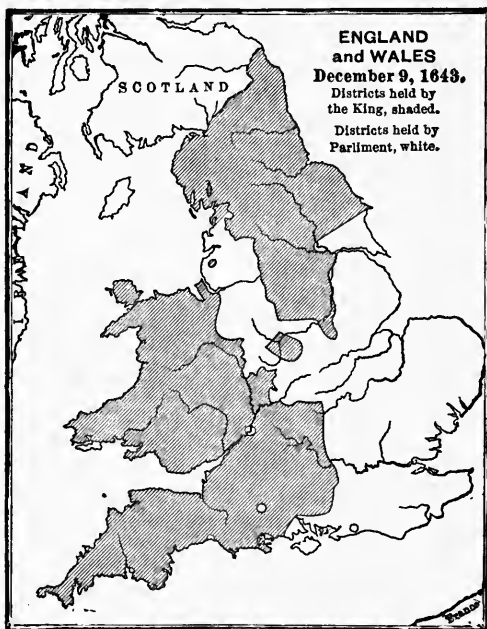 ENGLAND
and WALES
December 9, 1643.
Districts held by
the King, shaded.
Districts held by
Parliment, white.
SCOTLAND
IRELAND
France